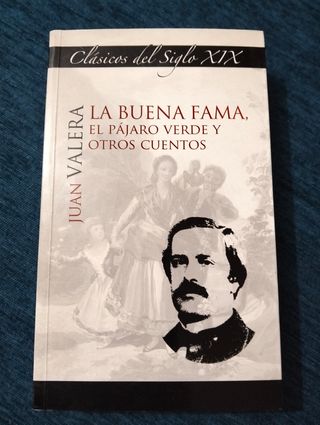 Clásicos del Siglo XIX
JUAN VALERA
LA BUENA FAMA,
EL PÁJARO VERDE Y
OTROS CUENTOS